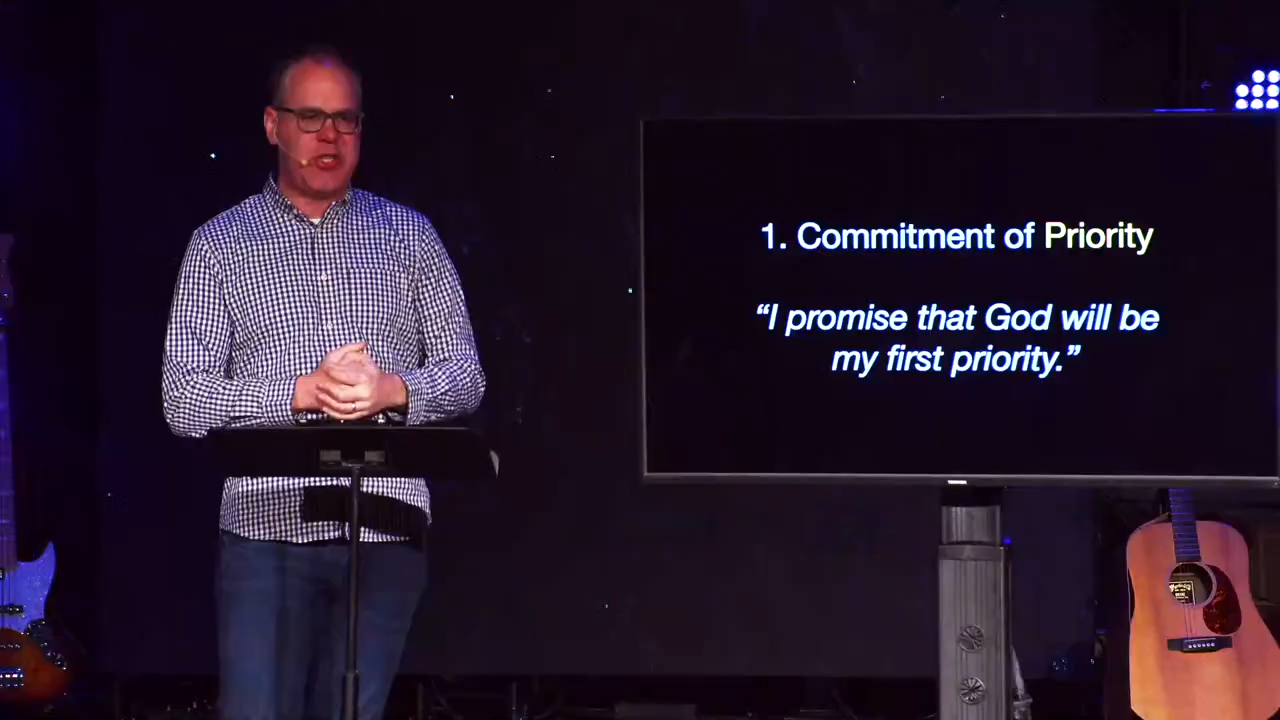 1. Commitment of Priority
“I promise that God will be
my first priority.”